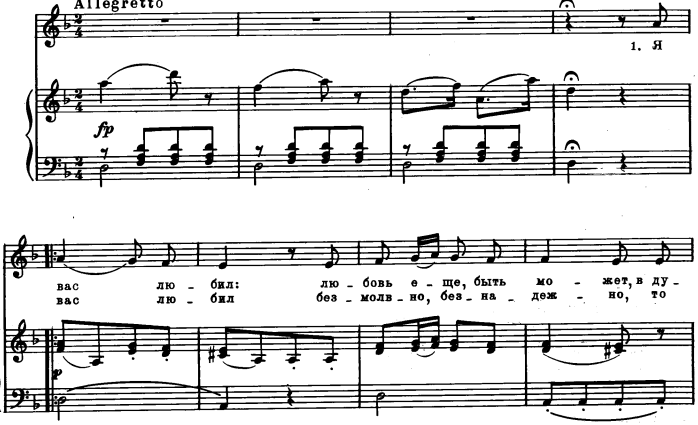 Allegretto
1. Я
fp
вас лю - бил: лю - бовь е - ще, быть мо - жет, в ду -
вас лю - бил без - молв - но, без - на - деж - но, то
p